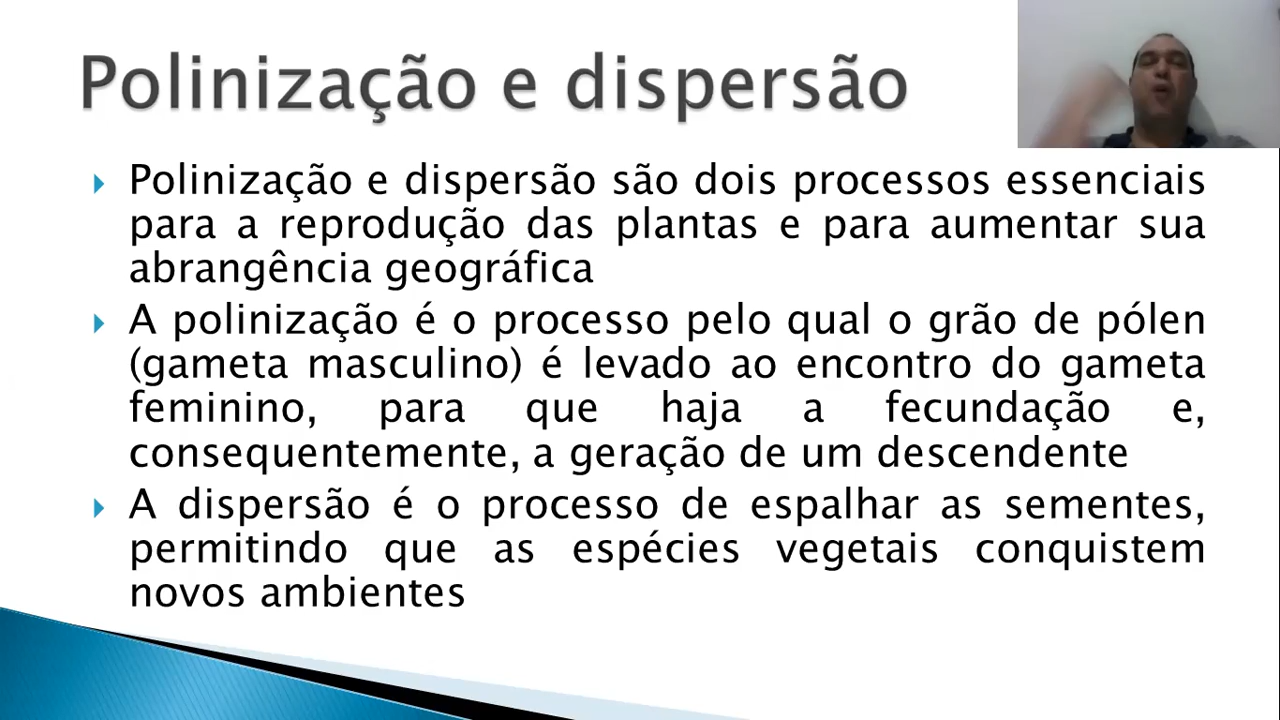 Polinização e dispersão
Polinização e dispersão são dois processos essenciais
para a reprodução das plantas e para aumentar sua
abrangência geográfica
A polinização é o processo pelo qual o grão de pólen
(gameta masculino) é levado ao encontro do gameta
feminino, para que haja a fecundação e,
consequentemente, a geração de um descendente
A dispersão é o processo de espalhar as sementes,
permitindo que as espécies vegetais conquistem
novos ambientes